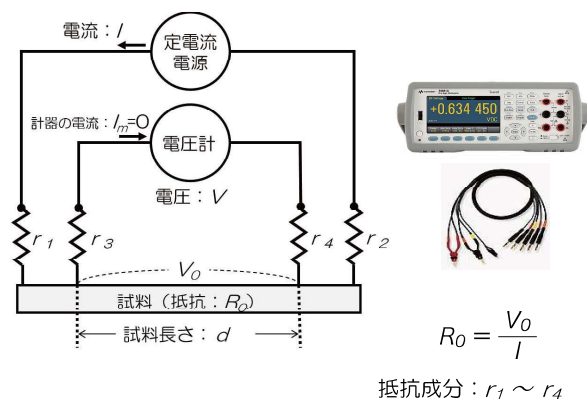 電流：I
定電流
電源
計器の電流：Im=0
電圧計
電圧：V
r1
r3
r4
r2
V0
試料（抵抗：R0）
試料長さ：d
+0.634 450
VDC
R0 = V0 / I
抵抗成分：r1 ～ r4